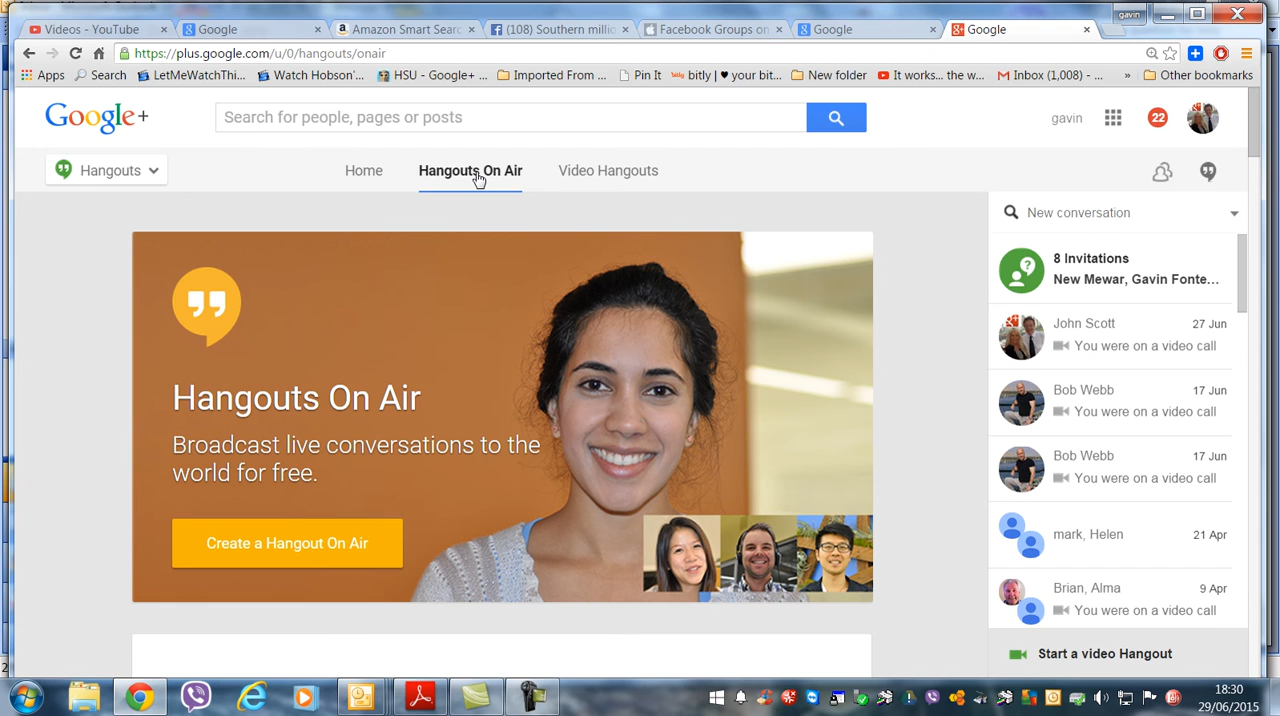 gavin
Videos - YouTube
Google
Amazon Smart Searc
(108) Southern milli
Facebook Groups on
Google
Google
https://plus.google.com/u/0/hangouts/onair
Apps
Search
LetMeWatchThi...
Watch Hobson'...
HSU - Google+ ...
Imported From ...
Pin It
bitly
bitly | ♥ your bit...
New folder
It works... the w...
Inbox (1,008) - ...
»
Other bookmarks
Google+
Search for people, pages or posts
gavin
22
Hangouts
Home
Hangouts On Air
Video Hangouts
New conversation
8 Invitations
New Mewar, Gavin Fonte...
John Scott
27 Jun
You were on a video call
Bob Webb
17 Jun
You were on a video call
Bob Webb
17 Jun
You were on a video call
mark, Helen
21 Apr
Brian, Alma
9 Apr
You were on a video call
Start a video Hangout
Hangouts On Air
Broadcast live conversations to the
world for free.
Create a Hangout On Air
18:30
29/06/2015